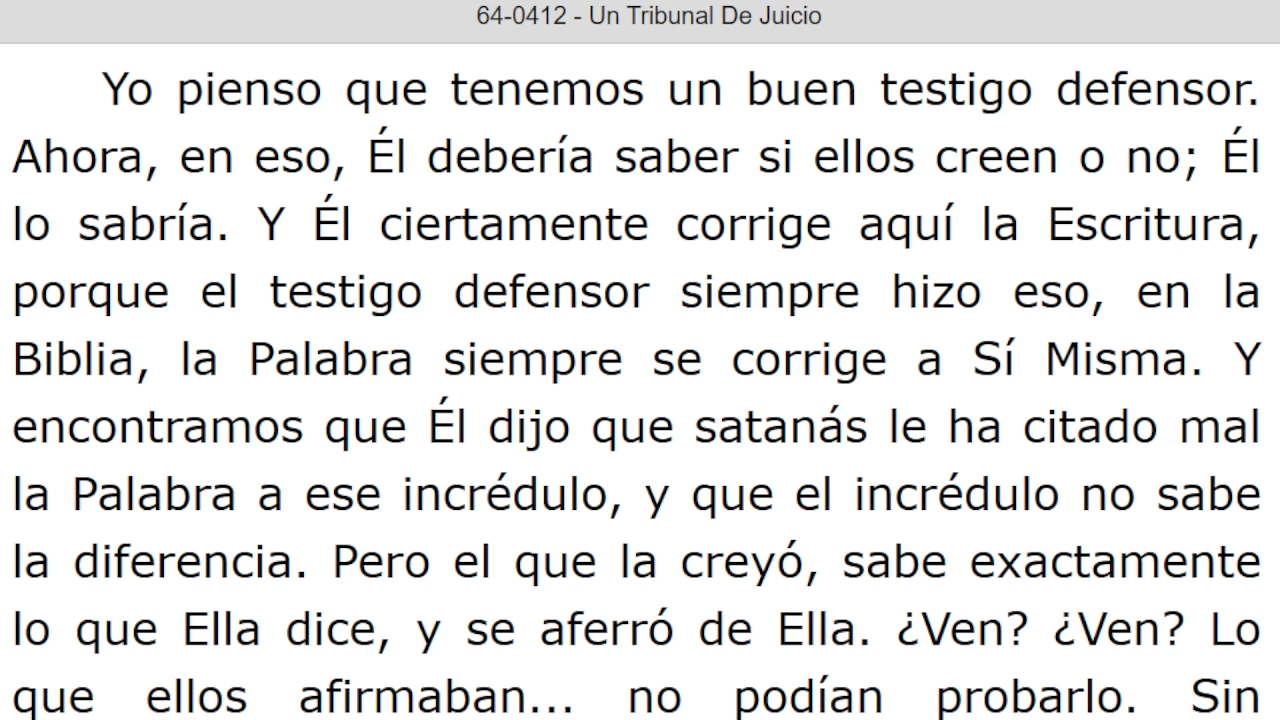 64-0412 - Un Tribunal De Juicio
Yo pienso que tenemos un buen testigo defensor.
Ahora, en eso, Él debería saber si ellos creen o no; Él
lo sabría. Y Él ciertamente corrige aquí la Escritura,
porque el testigo defensor siempre hizo eso, en la
Biblia, la Palabra siempre se corrige a Sí Misma. Y
encontramos que Él dijo que satanás le ha citado mal
la Palabra a ese incrédulo, y que el incrédulo no sabe
la diferencia. Pero el que la creyó, sabe exactamente
lo que Ella dice, y se aferró de Ella. ¿Ven? ¿Ven? Lo
que ellos afirmaban... no podían probarlo. Sin